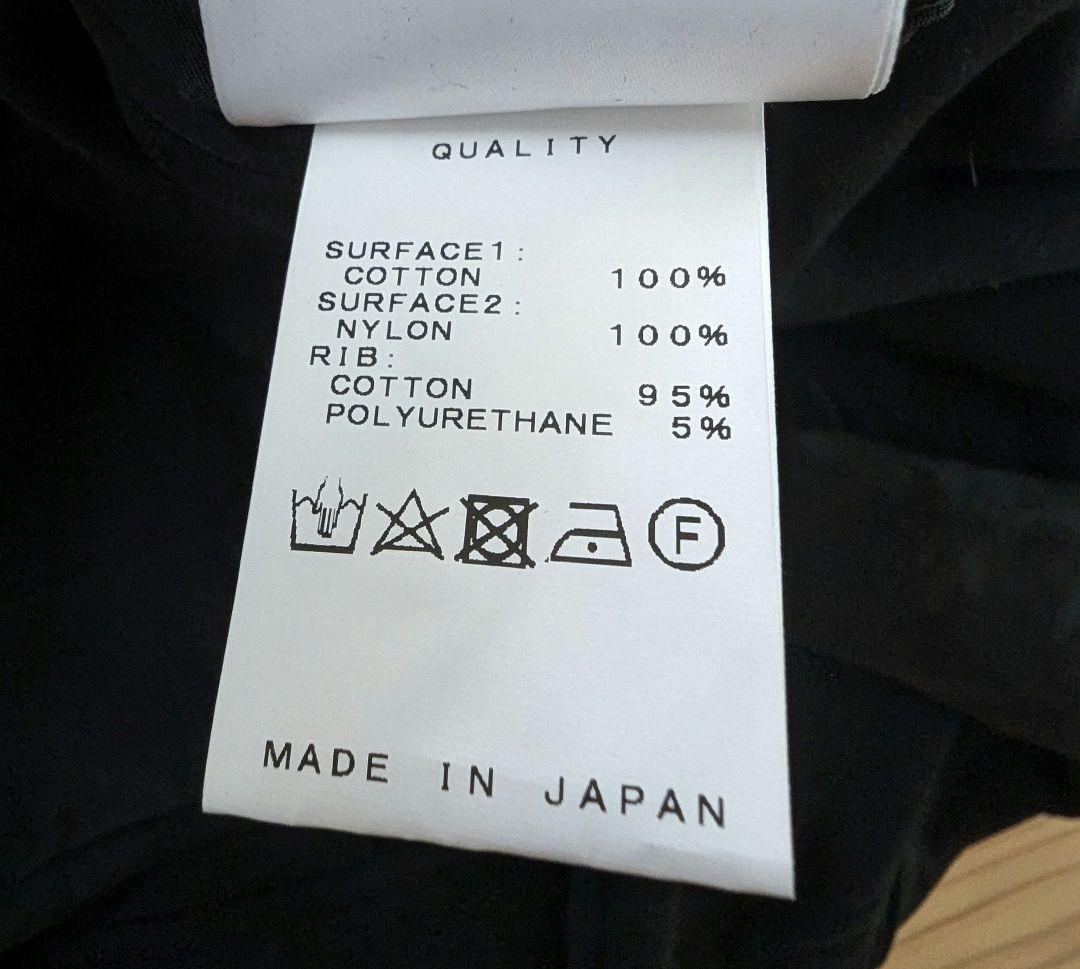 QUALITY
SURFACE1:
COTTON 100%
SURFACE2:
NYLON 100%
RIB:
COTTON 95%
POLYURETHANE 5%
F
MADE IN JAPAN